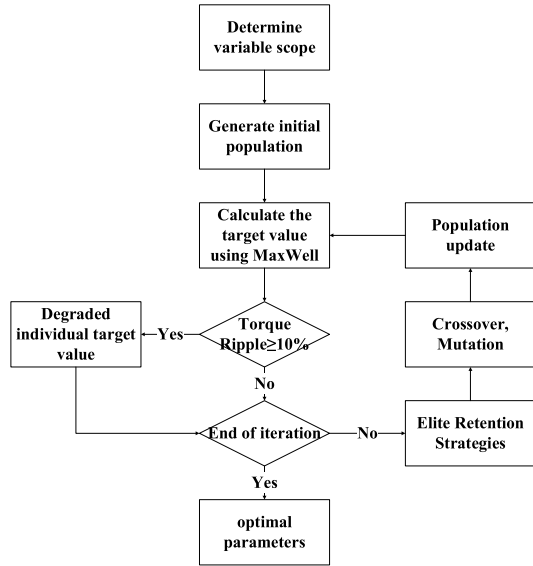 Determine
variable scope
Generate initial
population
Calculate the
target value
using MaxWell
Population
update
Degraded
individual target
value
Yes
Torque
Ripple≥10%
Crossover,
Mutation
No
End of iteration
No
Elite Retention
Strategies
Yes
optimal
parameters